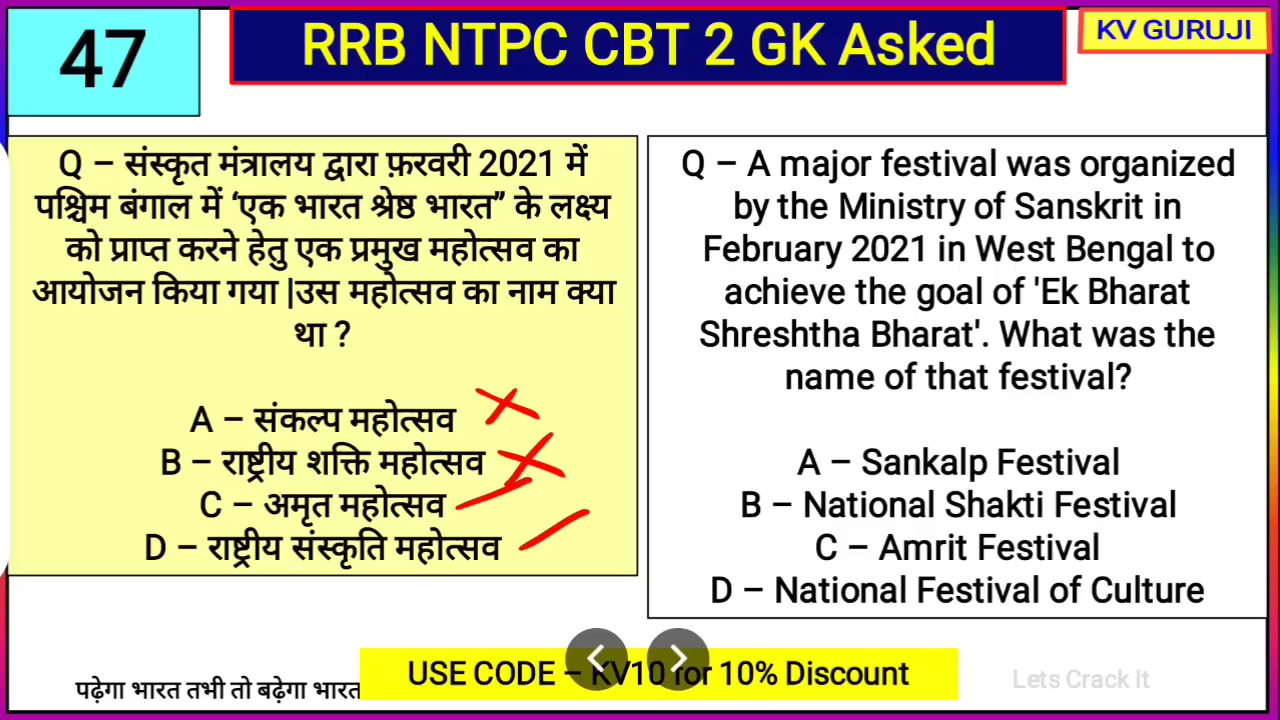 47
RRB NTPC CBT 2 GK Asked
KV GURUJI
Q – संस्कृत मंत्रालय द्वारा फ़रवरी 2021 में
पश्चिम बंगाल में ‘एक भारत श्रेष्ठ भारत” के लक्ष्य
को प्राप्त करने हेतु एक प्रमुख महोत्सव का
आयोजन किया गया |उस महोत्सव का नाम क्या
था ?
A – संकल्प महोत्सव
B – राष्ट्रीय शक्ति महोत्सव
C – अमृत महोत्सव
D – राष्ट्रीय संस्कृति महोत्सव
Q – A major festival was organized
by the Ministry of Sanskrit in
February 2021 in West Bengal to
achieve the goal of 'Ek Bharat
Shreshtha Bharat'. What was the
name of that festival?
A – Sankalp Festival
B – National Shakti Festival
C – Amrit Festival
D – National Festival of Culture
पढ़ेगा भारत तभी तो बढ़ेगा भारत
USE CODE – KV10 for 10% Discount
Lets Crack It